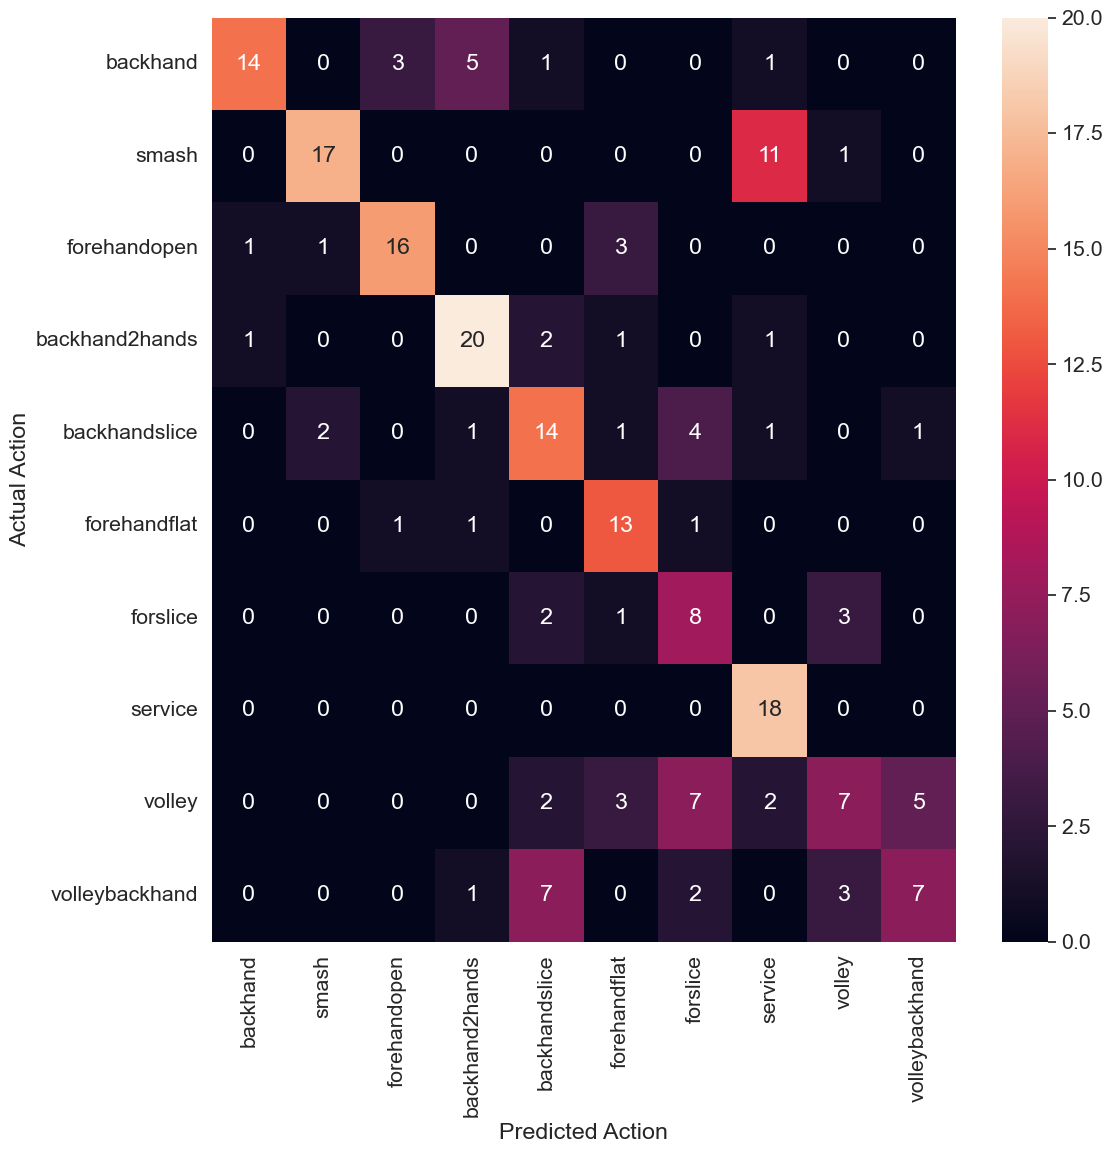 backhand 14 0 3 5 1 0 0 1 0 0
smash 0 17 0 0 0 0 0 11 1 0
forehandopen 1 1 16 0 0 3 0 0 0 0
backhand2hands 1 0 0 20 2 1 0 1 0 0
backhandslice 0 2 0 1 14 1 4 1 0 1
forehandflat 0 0 1 1 0 13 1 0 0 0
forslice 0 0 0 0 2 1 8 0 3 0
service 0 0 0 0 0 0 0 18 0 0
volley 0 0 0 0 2 3 7 2 7 5
volleybackhand 0 0 0 1 7 0 2 0 3 7
Actual Action
backhand
smash
forehandopen
backhand2hands
backhandslice
forehandflat
forslice
service
volley
volleybackhand
Predicted Action
20.0
17.5
15.0
12.5
10.0
7.5
5.0
2.5
0.0